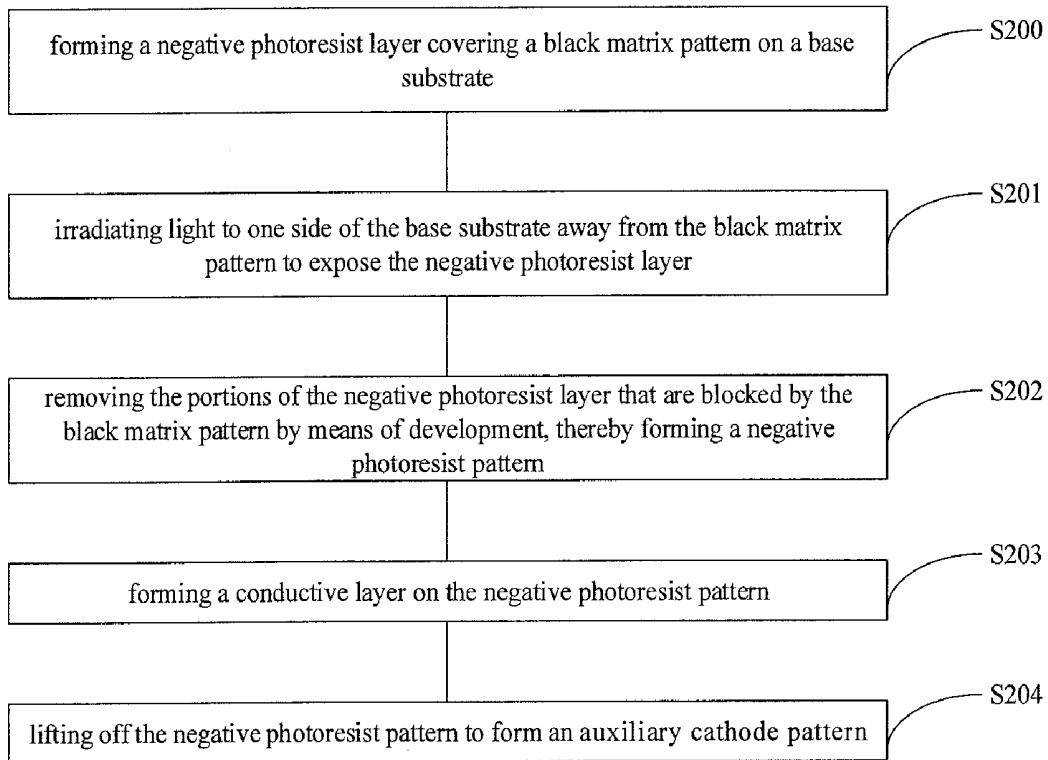 forming a negative photoresist layer covering a black matrix pattern on a base
substrate
S200
irradiating light to one side of the base substrate away from the black matrix
pattern to expose the negative photoresist layer
S201
removing the portions of the negative photoresist layer that are blocked by the
black matrix pattern by means of development, thereby forming a negative
photoresist pattern
S202
forming a conductive layer on the negative photoresist pattern
S203
lifting off the negative photoresist pattern to form an auxiliary cathode pattern
S204